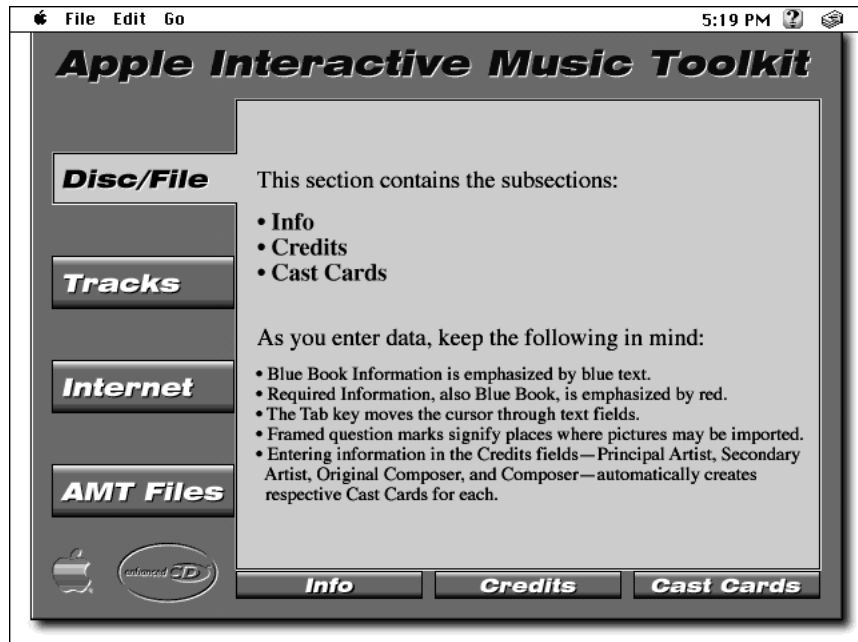 File Edit Go 5:19 PM
Apple Interactive Music Toolkit
Disc/File
This section contains the subsections:
• Info
• Credits
• Cast Cards
Tracks
As you enter data, keep the following in mind:
• Blue Book Information is emphasized by blue text.
• Required Information, also Blue Book, is emphasized by red.
• The Tab key moves the cursor through text fields.
• Framed question marks signify places where pictures may be imported.
• Entering information in the Credits fields—Principal Artist, Secondary
Artist, Original Composer, and Composer—automatically creates
respective Cast Cards for each.
Internet
AMT Files
enhanced CD
Info Credits Cast Cards